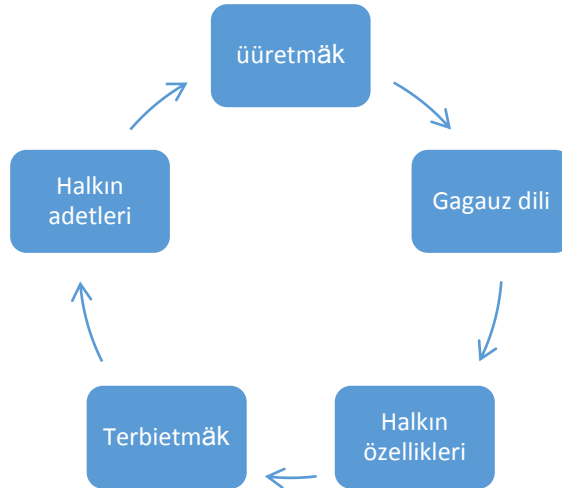 üüretmäk
Gagauz dili
Halkın
özellikleri
Terbietmäk
Halkın
adetleri